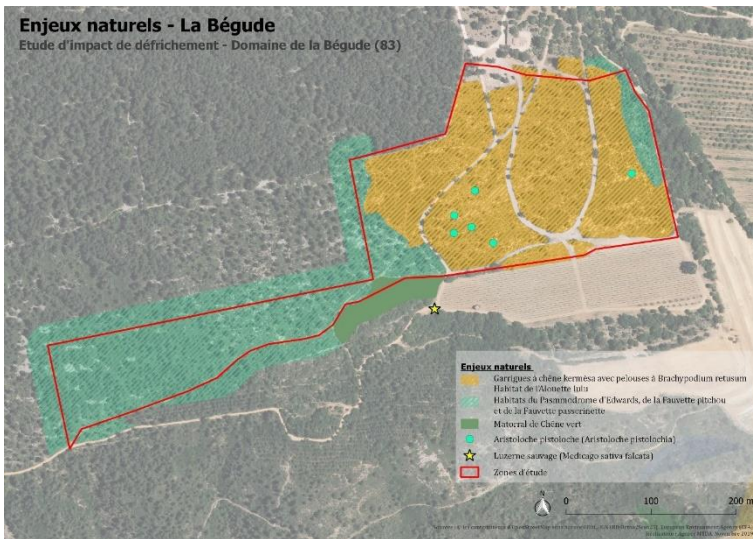 Enjeux naturels - La Bégude
Etude d'impact de défrichement - Domaine de la Bégude (83)
Enjeux naturels
Garrigues à chêne kermèsa avec pelouses à Brachypodium retusum
Habitat de l'Alouette lulu
Habitats du Psammodrome d'Edwards, de la Fauvette pitchou
et de la Fauvette passerinette
Matorral de Chêne vert
Aristoloche pistoloche (Aristoloche pistolochia)
Luzerne sauvage (Medicago sativa falcata)
Zones d'étude
N
0 100 200 m